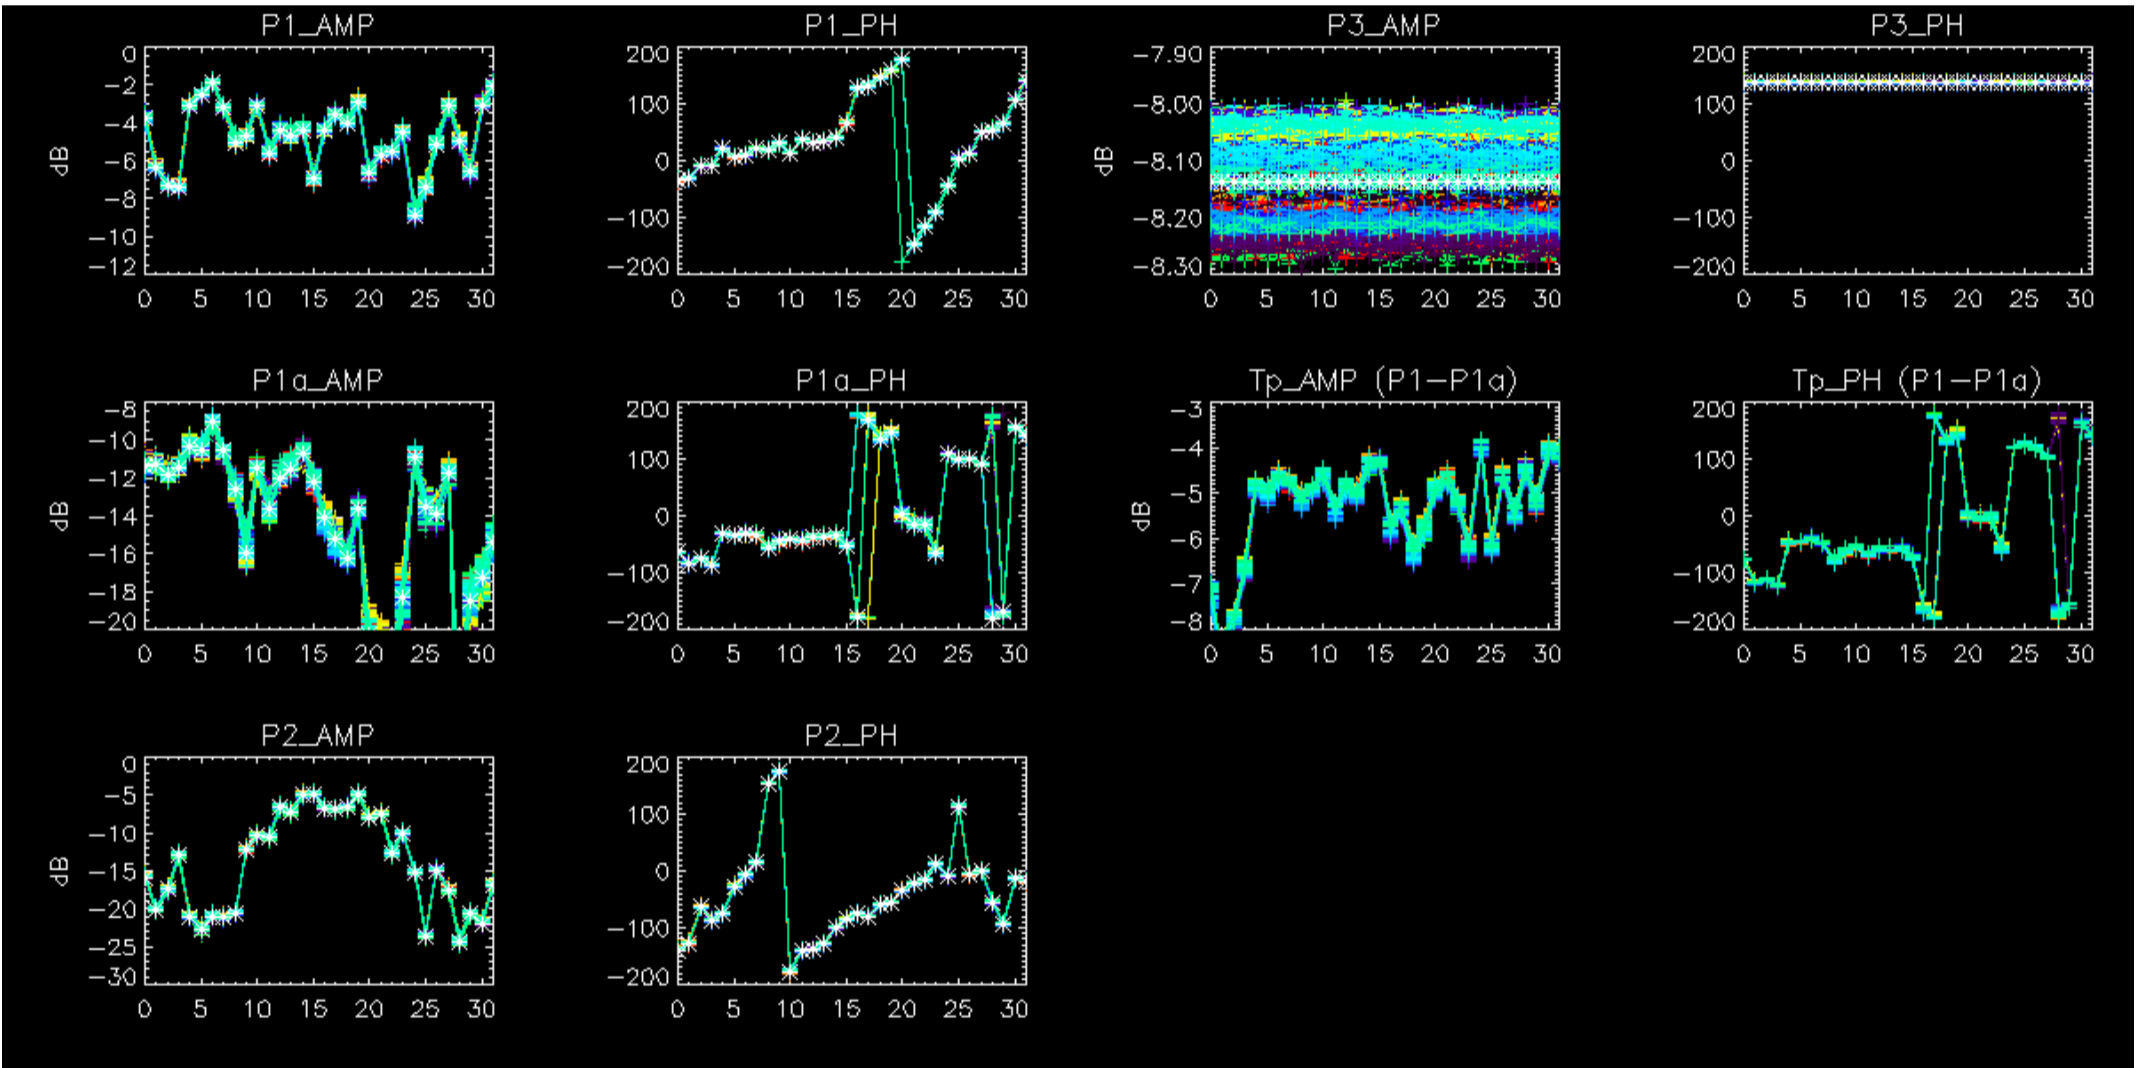 P1_AMP P1_PH P3_AMP P3_PH
0 200 -7.90 200
-2 100 -8.00 100
-4 0 -8.10 0
dB dB
-6 -100 -8.20 -100
-8 -200 -8.30 -200
-10
-12
0 5 10 15 20 25 30 0 5 10 15 20 25 30 0 5 10 15 20 25 30 0 5 10 15 20 25 30
P1a_AMP P1a_PH Tp_AMP (P1-P1a) Tp_PH (P1-P1a)
-8 200 -3 200
-10 100 -4 100
-12 0 -5 0
dB dB
-14 -100 -6 -100
-16 -200 -7 -200
-18 -8
-20
0 5 10 15 20 25 30 0 5 10 15 20 25 30 0 5 10 15 20 25 30 0 5 10 15 20 25 30
P2_AMP P2_PH
0 200
-5 100
-10 0
dB
-15 -100
-20 -200
-25
-30
0 5 10 15 20 25 30 0 5 10 15 20 25 30